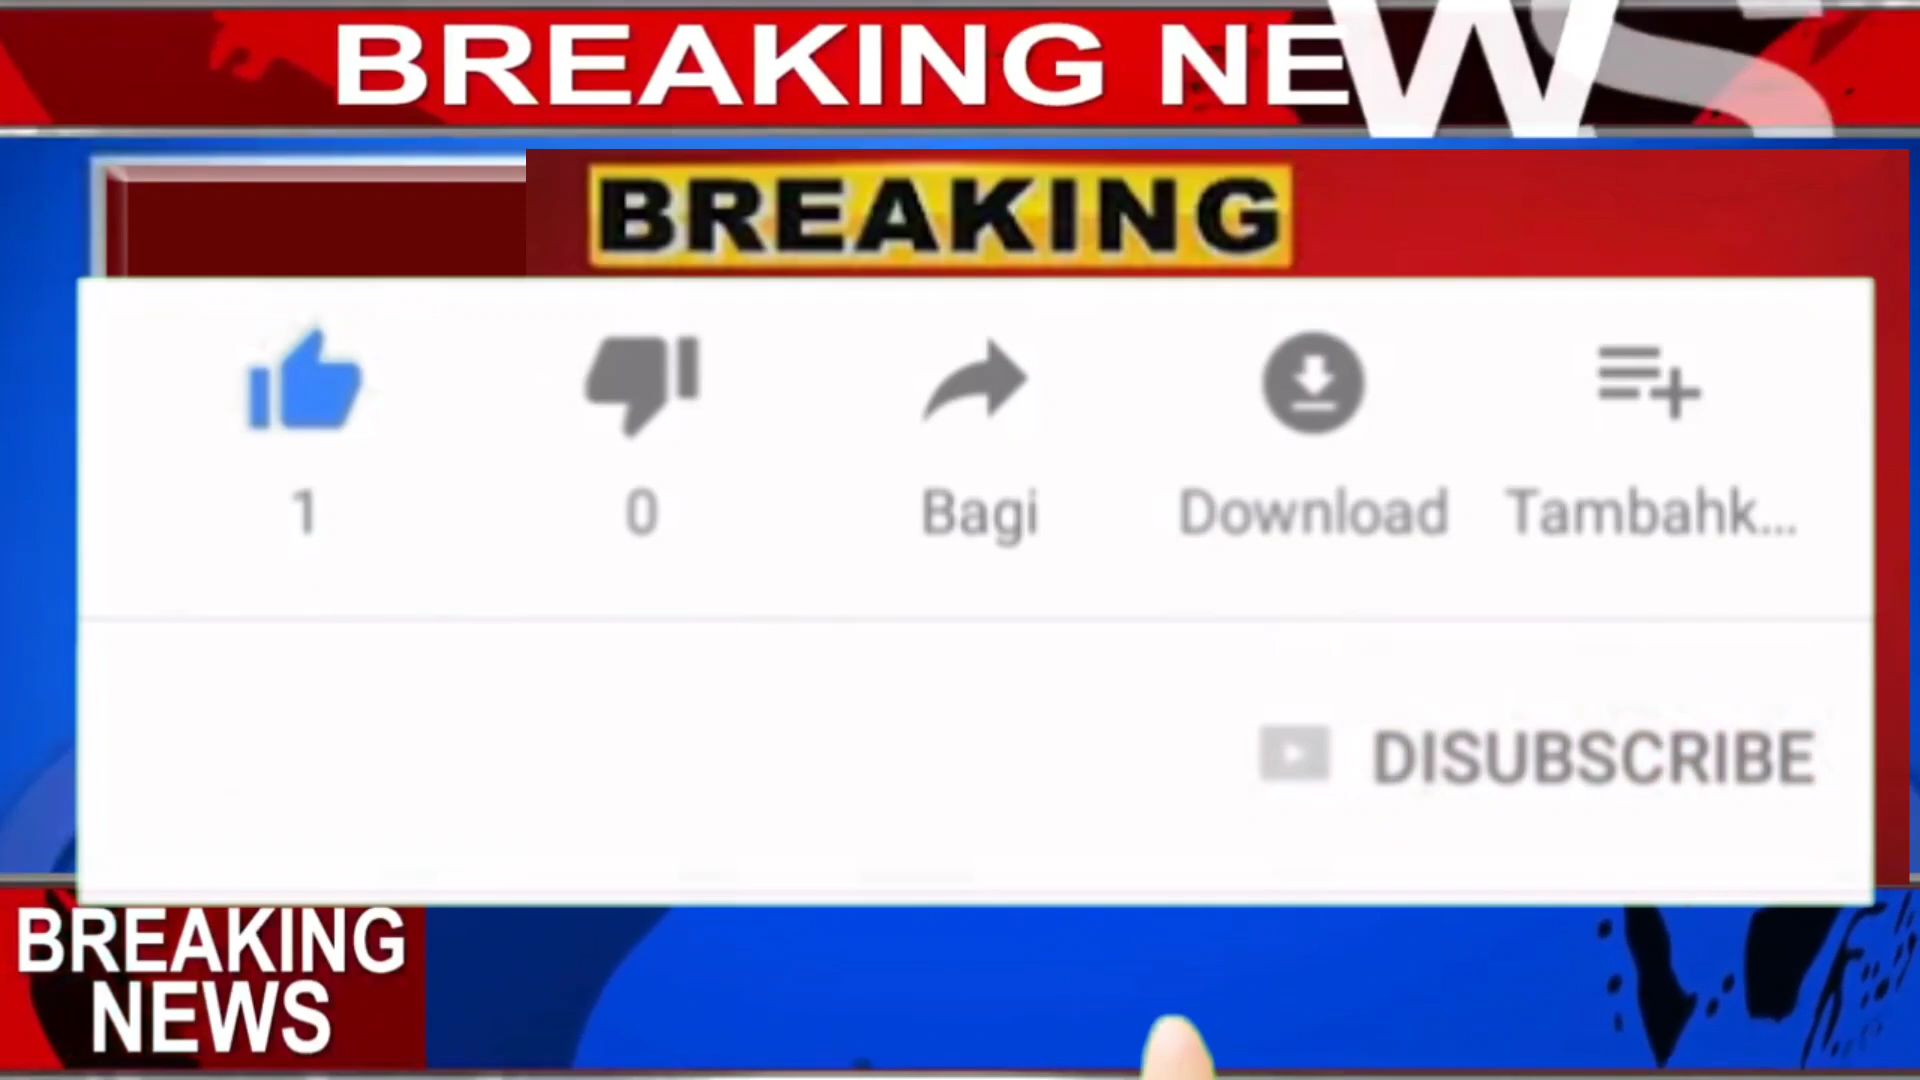 BREAKING NEWS
BREAKING
1 0 Bagi Download Tambahk...
DISUBSCRIBE
BREAKING
NEWS